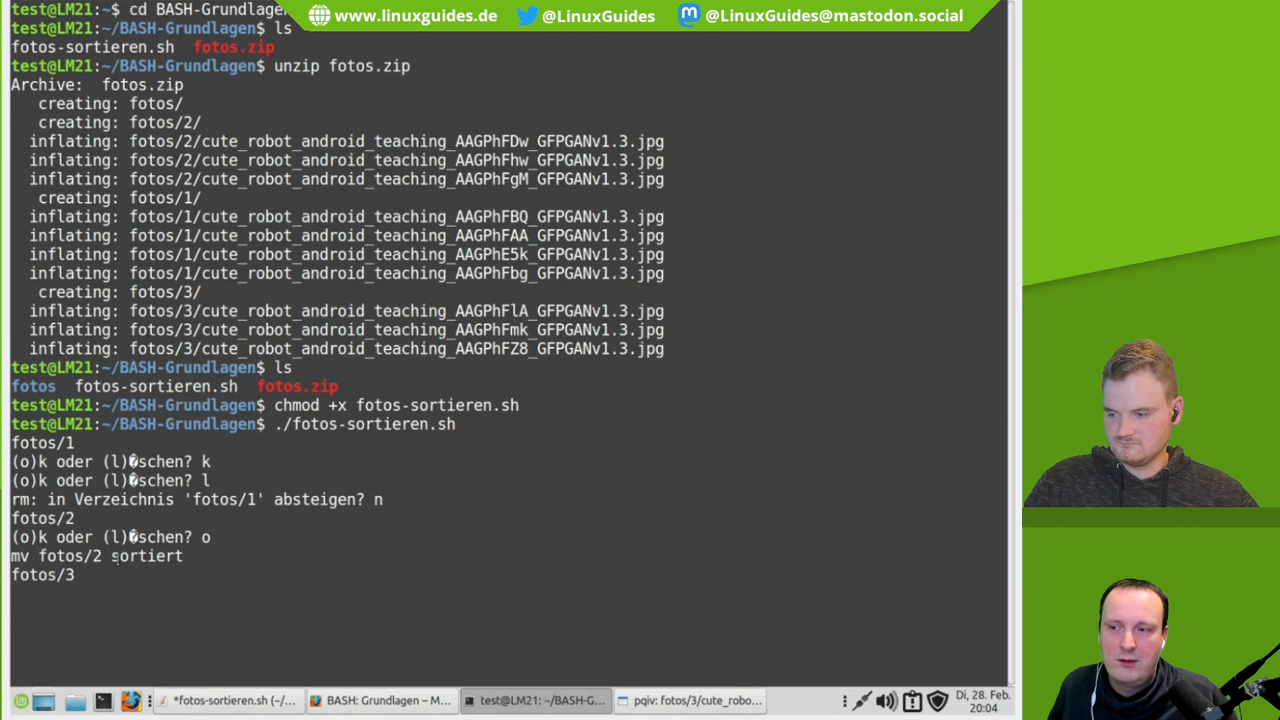 test@LM21:~$ cd BASH-Grundlagen
www.linuxguides.de @LinuxGuides @LinuxGuides@mastodon.social
test@LM21:~/BASH-Grundlagen$ ls
fotos-sortieren.sh fotos.zip
test@LM21:~/BASH-Grundlagen$ unzip fotos.zip
Archive: fotos.zip
creating: fotos/
creating: fotos/2/
inflating: fotos/2/cute_robot_android_teaching_AAGPhFDw_GFPGANv1.3.jpg
inflating: fotos/2/cute_robot_android_teaching_AAGPhFhw_GFPGANv1.3.jpg
inflating: fotos/2/cute_robot_android_teaching_AAGPhFgM_GFPGANv1.3.jpg
creating: fotos/1/
inflating: fotos/1/cute_robot_android_teaching_AAGPhFBQ_GFPGANv1.3.jpg
inflating: fotos/1/cute_robot_android_teaching_AAGPhFAA_GFPGANv1.3.jpg
inflating: fotos/1/cute_robot_android_teaching_AAGPhE5k_GFPGANv1.3.jpg
inflating: fotos/1/cute_robot_android_teaching_AAGPhFbg_GFPGANv1.3.jpg
creating: fotos/3/
inflating: fotos/3/cute_robot_android_teaching_AAGPhFlA_GFPGANv1.3.jpg
inflating: fotos/3/cute_robot_android_teaching_AAGPhFmk_GFPGANv1.3.jpg
inflating: fotos/3/cute_robot_android_teaching_AAGPhFZ8_GFPGANv1.3.jpg
test@LM21:~/BASH-Grundlagen$ ls
fotos fotos-sortieren.sh fotos.zip
test@LM21:~/BASH-Grundlagen$ chmod +x fotos-sortieren.sh
test@LM21:~/BASH-Grundlagen$ ./fotos-sortieren.sh
fotos/1
(o)k oder (l)�schen? k
(o)k oder (l)�schen? l
rm: in Verzeichnis 'fotos/1' absteigen? n
fotos/2
(o)k oder (l)�schen? o
mv fotos/2 sortiert
fotos/3
*fotos-sortieren.sh (~/... BASH: Grundlagen – M... test@LM21: ~/BASH-G... pqiv: fotos/3/cute_robo... Di, 28. Feb.
20:04